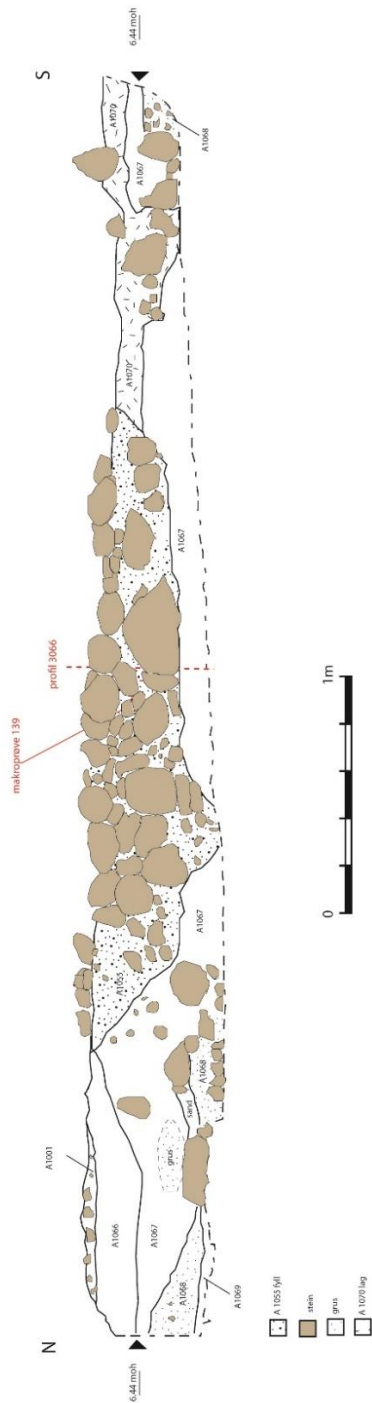 N
S
6.44 moh
6.44 moh
makroprøve 139
profil 3066
A1001
A1066
A1067
A1068
A1069
grus
sand
A1068
A1055
A1067
A1067
A1070
A1070
A1067
A1068
0
1m
A 1055 fyll
stein
grus
A 1070 lag